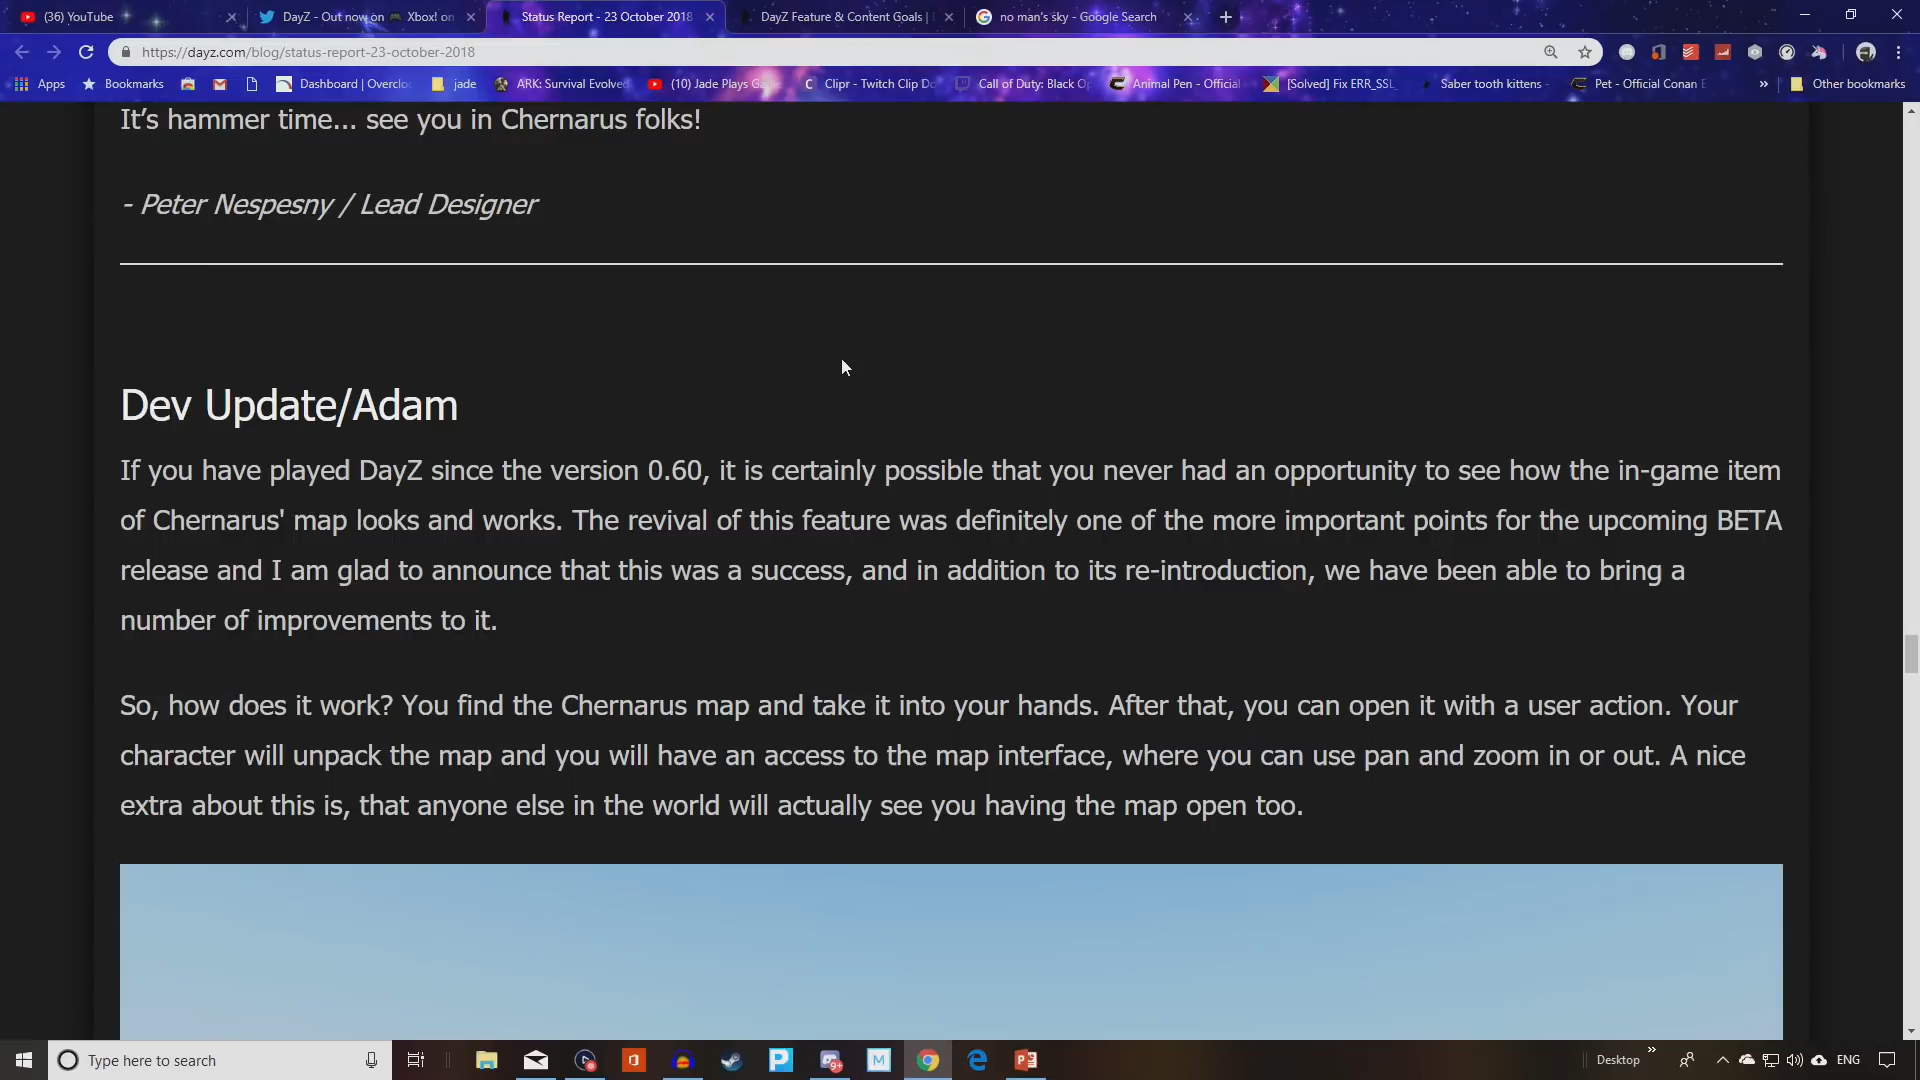 (36) YouTube
DayZ - Out now on 🎮 Xbox! on
Status Report - 23 October 2018
DayZ Feature & Content Goals |
no man's sky - Google Search
https://dayz.com/blog/status-report-23-october-2018
Apps
Bookmarks
Dashboard | Overclo
jade
ARK: Survival Evolved
(10) Jade Plays Ga
Clipr - Twitch Clip Do
Call of Duty: Black Op
Animal Pen - Official
[Solved] Fix ERR_SSL_
Saber tooth kittens -
Pet - Official Conan E
»
Other bookmarks
It's hammer time... see you in Chernarus folks!
- Peter Nespesny / Lead Designer
Dev Update/Adam
If you have played DayZ since the version 0.60, it is certainly possible that you never had an opportunity to see how the in-game item
of Chernarus' map looks and works. The revival of this feature was definitely one of the more important points for the upcoming BETA
release and I am glad to announce that this was a success, and in addition to its re-introduction, we have been able to bring a
number of improvements to it.
So, how does it work? You find the Chernarus map and take it into your hands. After that, you can open it with a user action. Your
character will unpack the map and you will have an access to the map interface, where you can use pan and zoom in or out. A nice
extra about this is, that anyone else in the world will actually see you having the map open too.
Type here to search
9+
Desktop
»
ENG